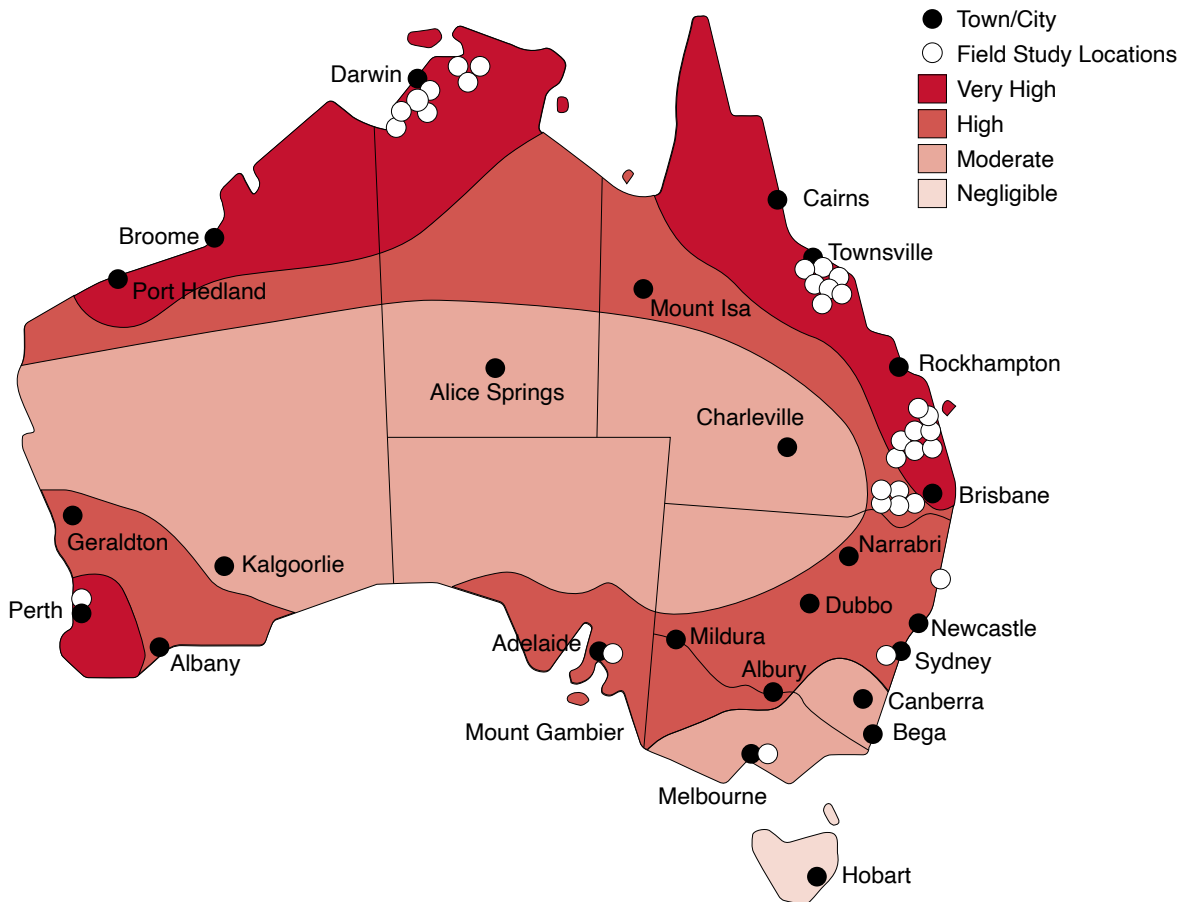 Town/City
Field Study Locations
Very High
High
Moderate
Negligible
Darwin
Cairns
Broome
Townsville
Port Hedland
Mount Isa
Rockhampton
Alice Springs
Charleville
Brisbane
Geraldton
Narrabri
Kalgoorlie
Dubbo
Perth
Newcastle
Adelaide
Mildura
Sydney
Albany
Albury
Canberra
Mount Gambier
Bega
Melbourne
Hobart